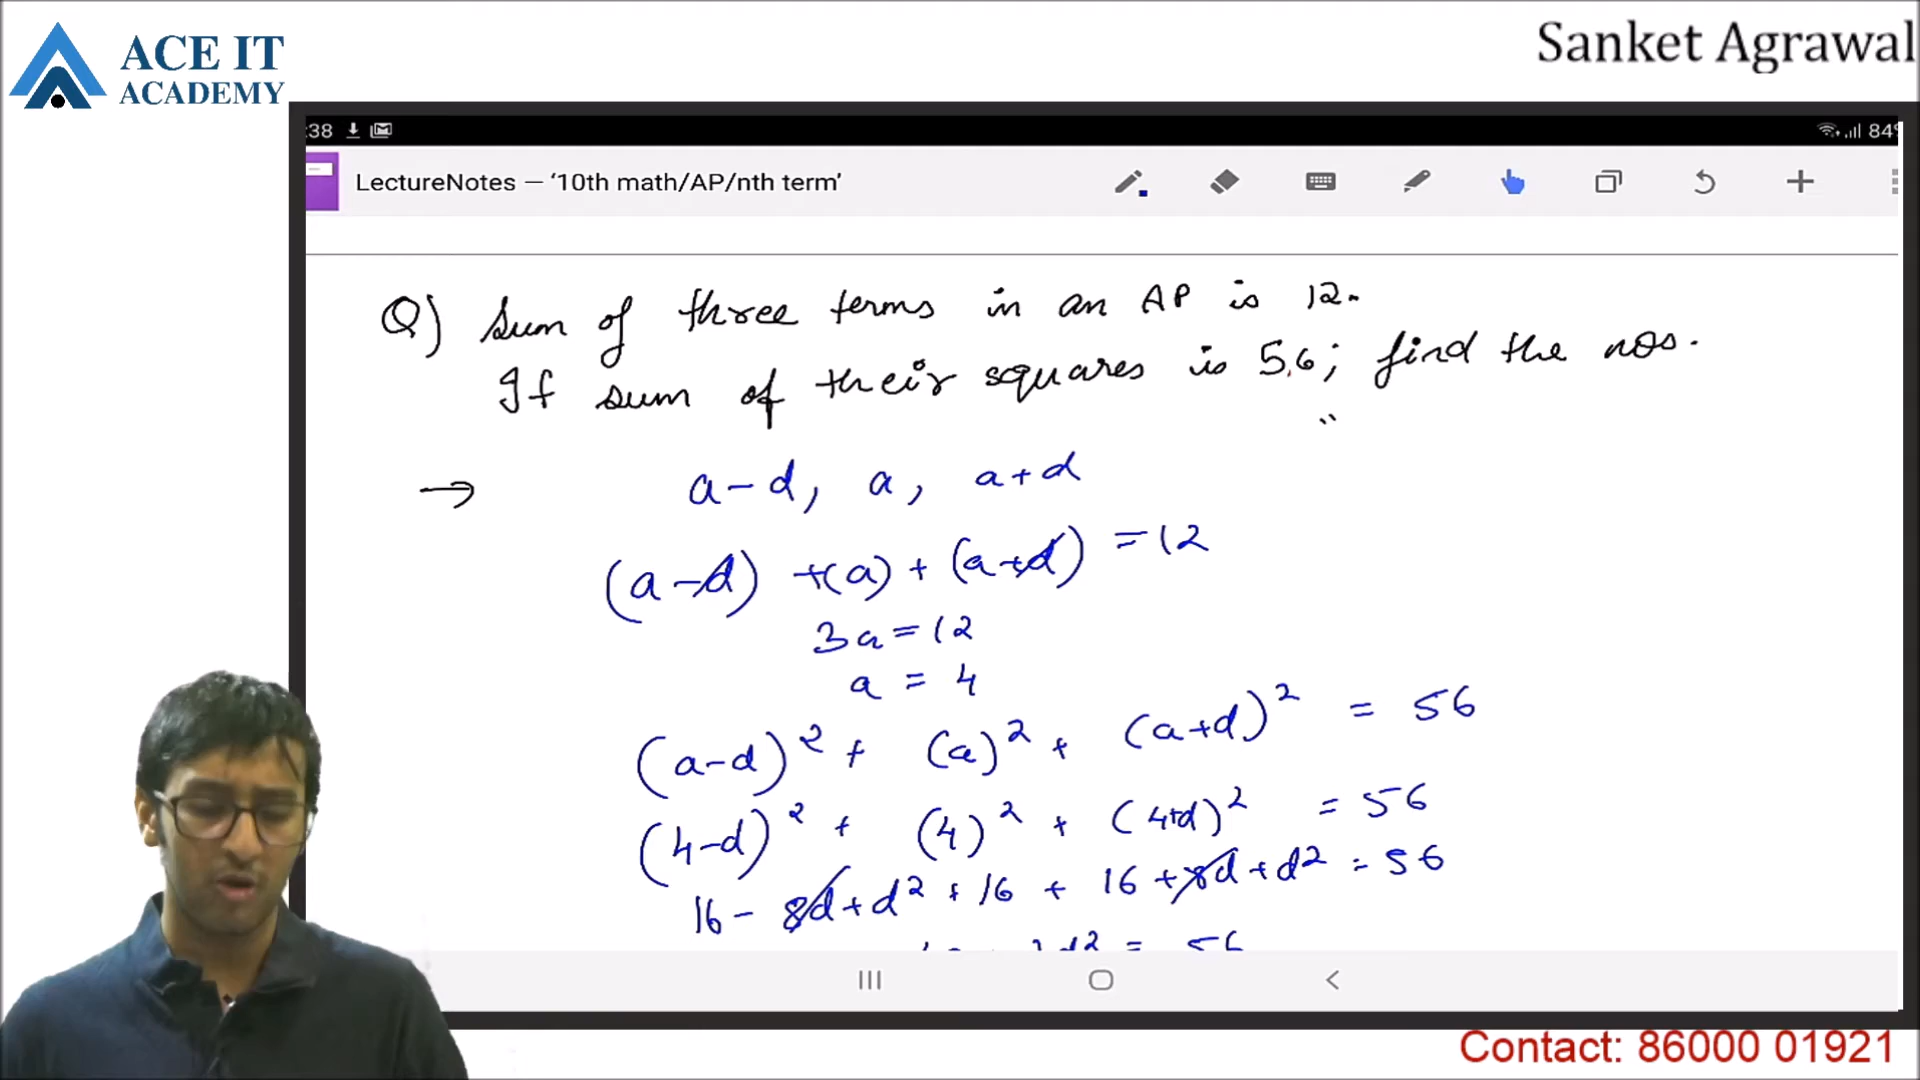 ACE IT
ACADEMY
Sanket Agrawal
:38
84%
LectureNotes – '10th math/AP/nth term'
Q) Sum of three terms in an AP is 12.
If sum of their squares is 56; find the nos.
→ a-d, a, a+d
(a-d) +(a) + (a+d) =12
3a=12
a = 4
(a-d)² + (a)² + (a+d)² = 56
(4-d)² + (4)² + (4+d)² = 56
16- 8d+d² + 16 + 16 +8d+d² = 56
2d² = 56
Contact: 86000 01921